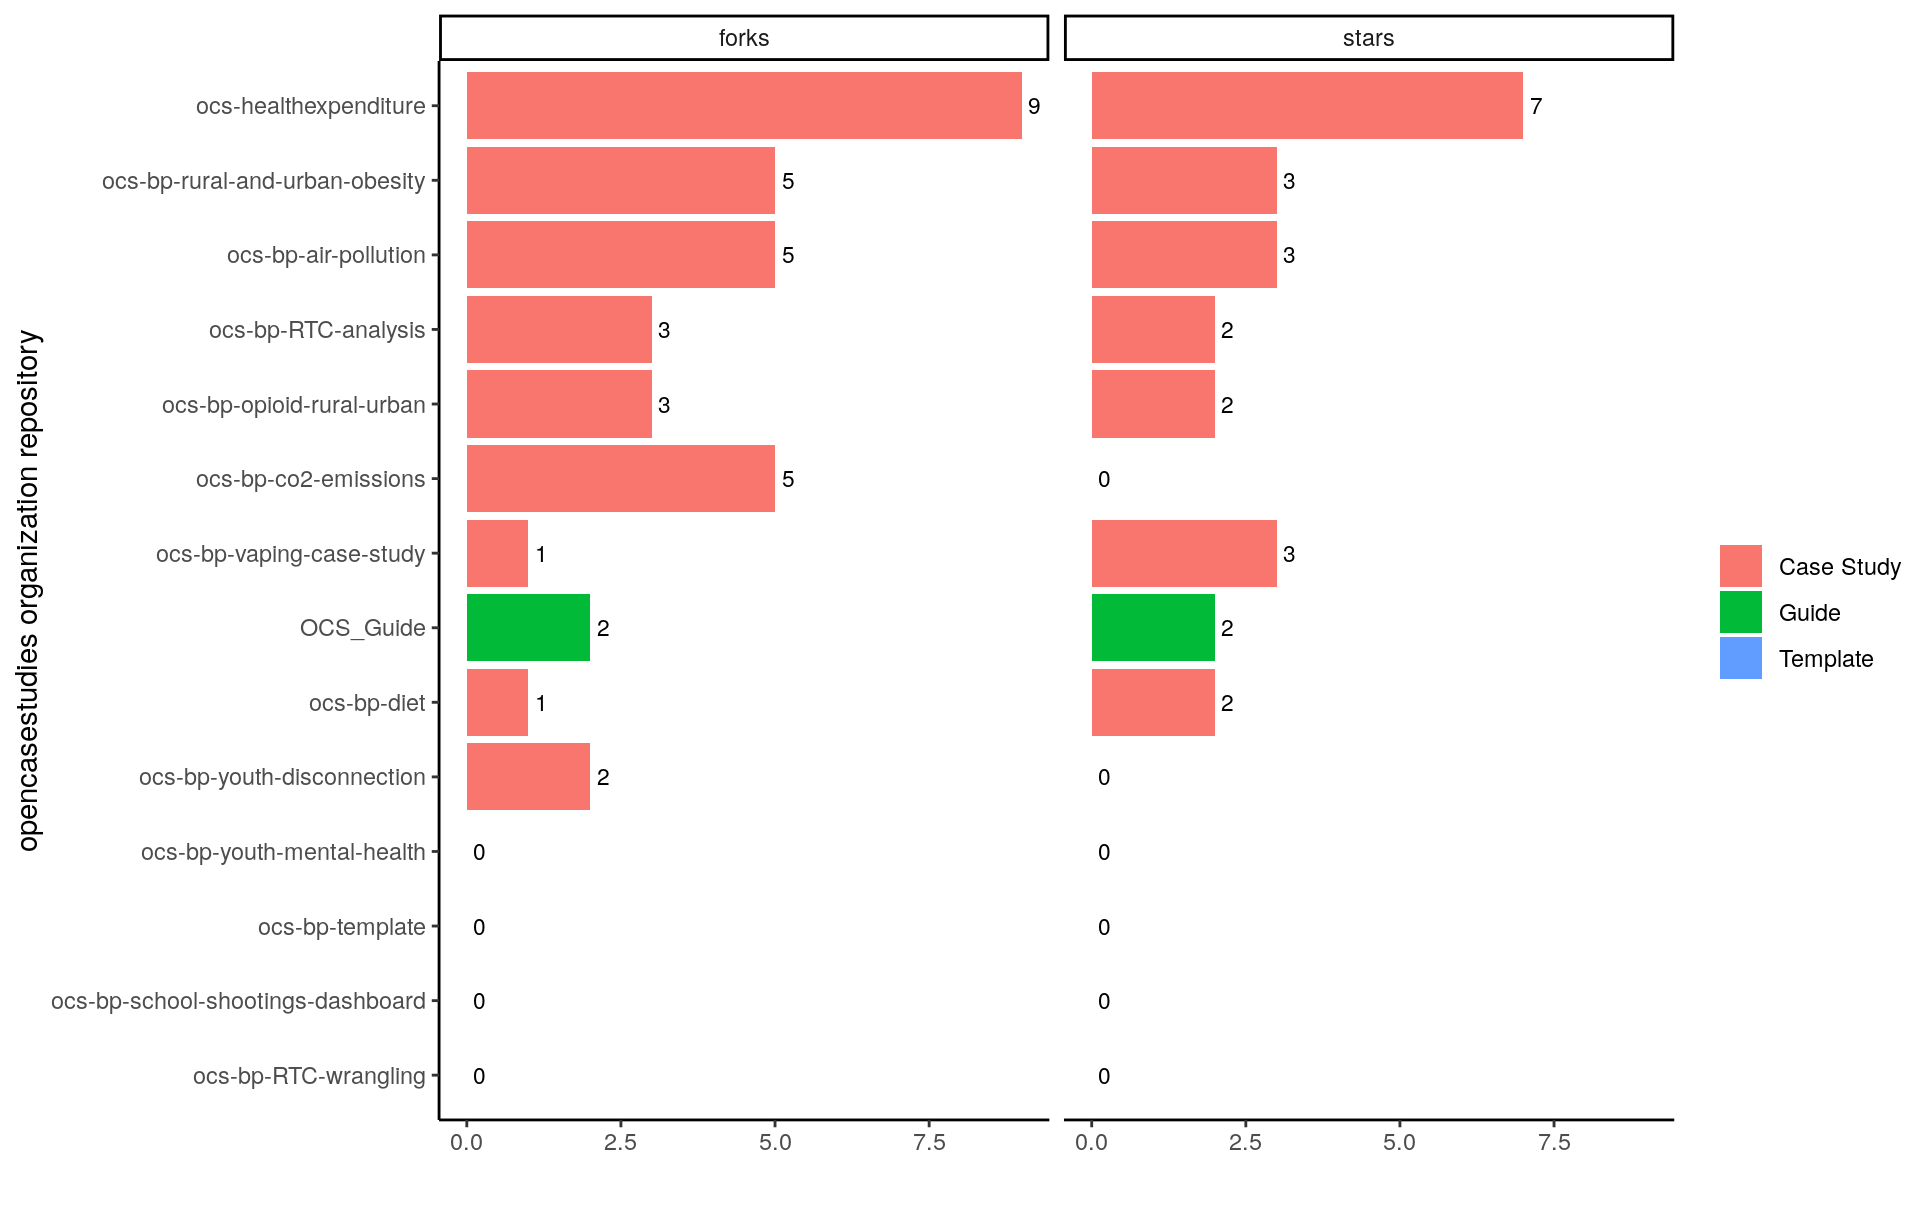 forks
stars
ocs-healthexpenditure
9
7
ocs-bp-rural-and-urban-obesity
5
3
ocs-bp-air-pollution
5
3
ocs-bp-RTC-analysis
3
2
ocs-bp-opioid-rural-urban
3
2
ocs-bp-co2-emissions
5
0
ocs-bp-vaping-case-study
1
3
OCS_Guide
2
2
ocs-bp-diet
1
2
ocs-bp-youth-disconnection
2
0
ocs-bp-youth-mental-health
0
0
ocs-bp-template
0
0
ocs-bp-school-shootings-dashboard
0
0
ocs-bp-RTC-wrangling
0
0
0.0
2.5
5.0
7.5
0.0
2.5
5.0
7.5
opencasestudies organization repository
Case Study
Guide
Template